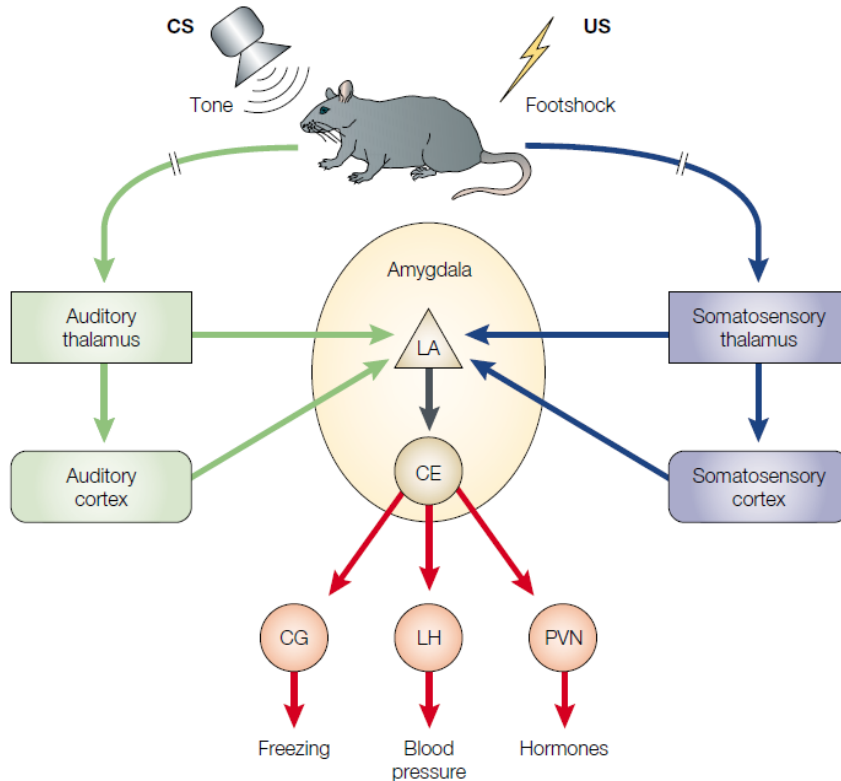 CS
US
Tone
Footshock
Amygdala
Auditory
thalamus
LA
Somatosensory
thalamus
Auditory
cortex
CE
Somatosensory
cortex
CG
LH
PVN
Freezing
Blood
pressure
Hormones